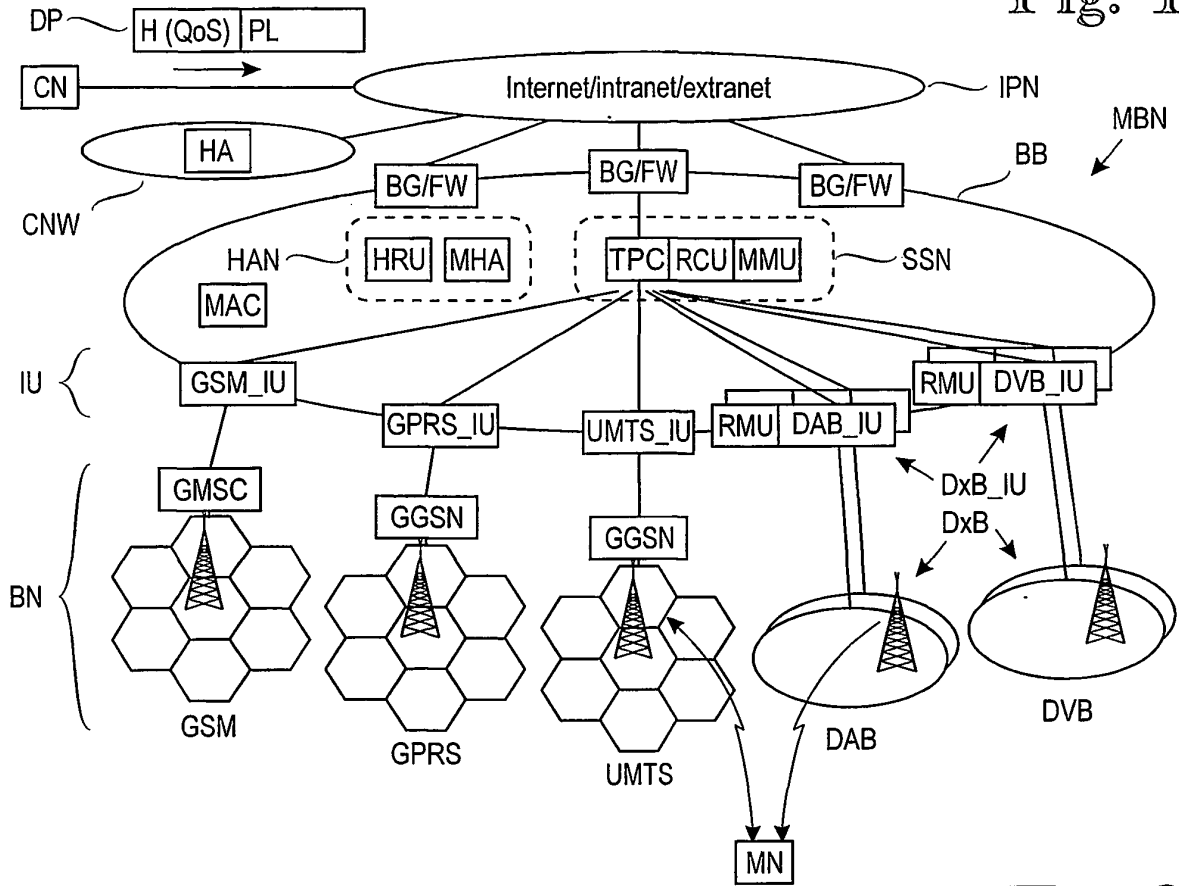 Fig. 1
DP
H (QoS) PL
CN
Internet/intranet/extranet
IPN
MBN
HA
BG/FW
BG/FW
BG/FW
BB
CNW
HAN
HRU
MHA
TPC RCU MMU
SSN
MAC
IU
GSM_IU
GPRS_IU
UMTS_IU
RMU DAB_IU
RMU DVB_IU
DxB_IU
DxB
BN
GMSC
GGSN
GGSN
GSM
GPRS
UMTS
DAB
DVB
MN